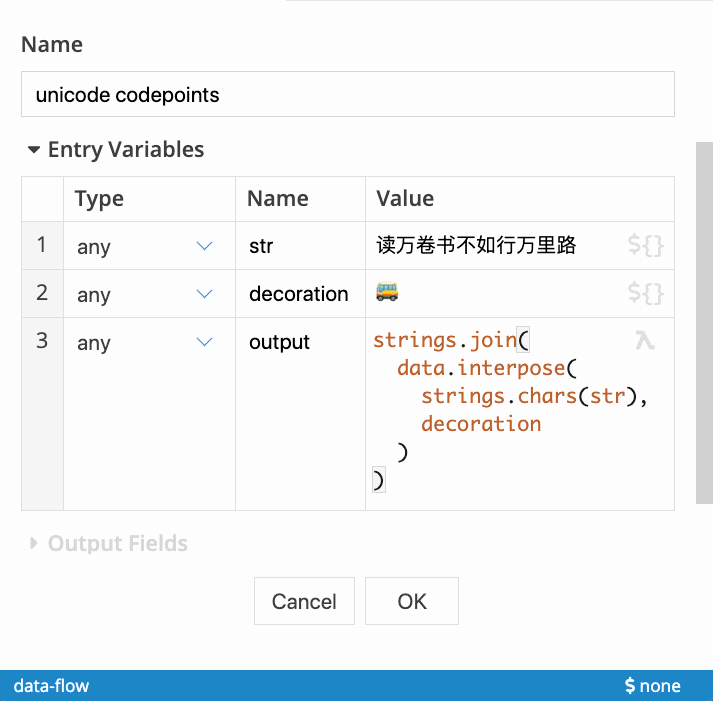 Name
unicode codepoints
Entry Variables
Type Name Value
1 any str 读万卷书不如行万里路 ${}
2 any decoration 🚌 ${}
3 any output strings.join( λ
data.interpose(
strings.chars(str),
decoration
)
)
Output Fields
Cancel OK
data-flow $ none